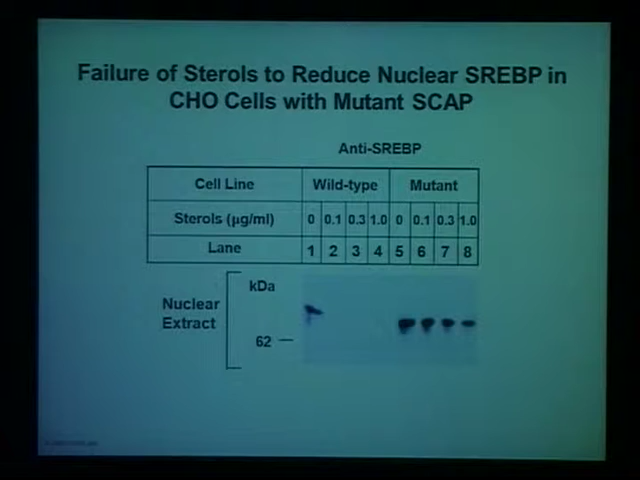 Failure of Sterols to Reduce Nuclear SREBP in
CHO Cells with Mutant SCAP
Anti-SREBP
Cell Line Wild-type Mutant
Sterols (μg/ml) 0 0.1 0.3 1.0 0 0.1 0.3 1.0
Lane 1 2 3 4 5 6 7 8
kDa
Nuclear
Extract
62